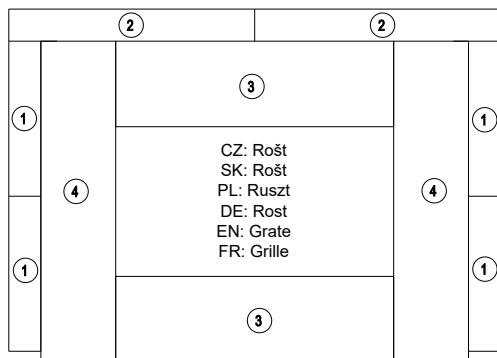 2 2
3
1 1
CZ: Rošt
SK: Rošt
4 PL: Ruszt 4
DE: Rost
EN: Grate
FR: Grille
1 1
3